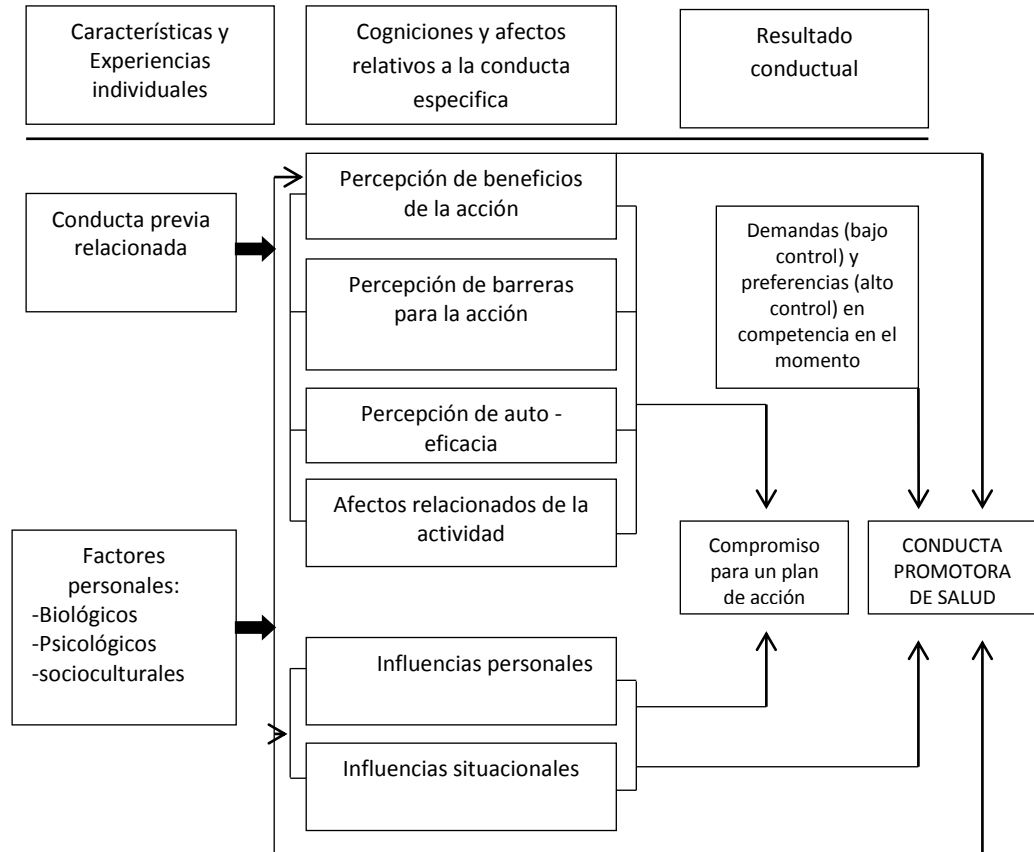 Características y
Experiencias
individuales
Cogniciones y afectos
relativos a la conducta
especifica
Resultado
conductual
Conducta previa
relacionada
Percepción de beneficios
de la acción
Percepción de barreras
para la acción
Percepción de auto -
eficacia
Afectos relacionados de la
actividad
Demandas (bajo
control) y
preferencias (alto
control) en
competencia en el
momento
Factores
personales:
-Biológicos
-Psicológicos
-socioculturales
Influencias personales
Influencias situacionales
Compromiso
para un plan
de acción
CONDUCTA
PROMOTORA
DE SALUD